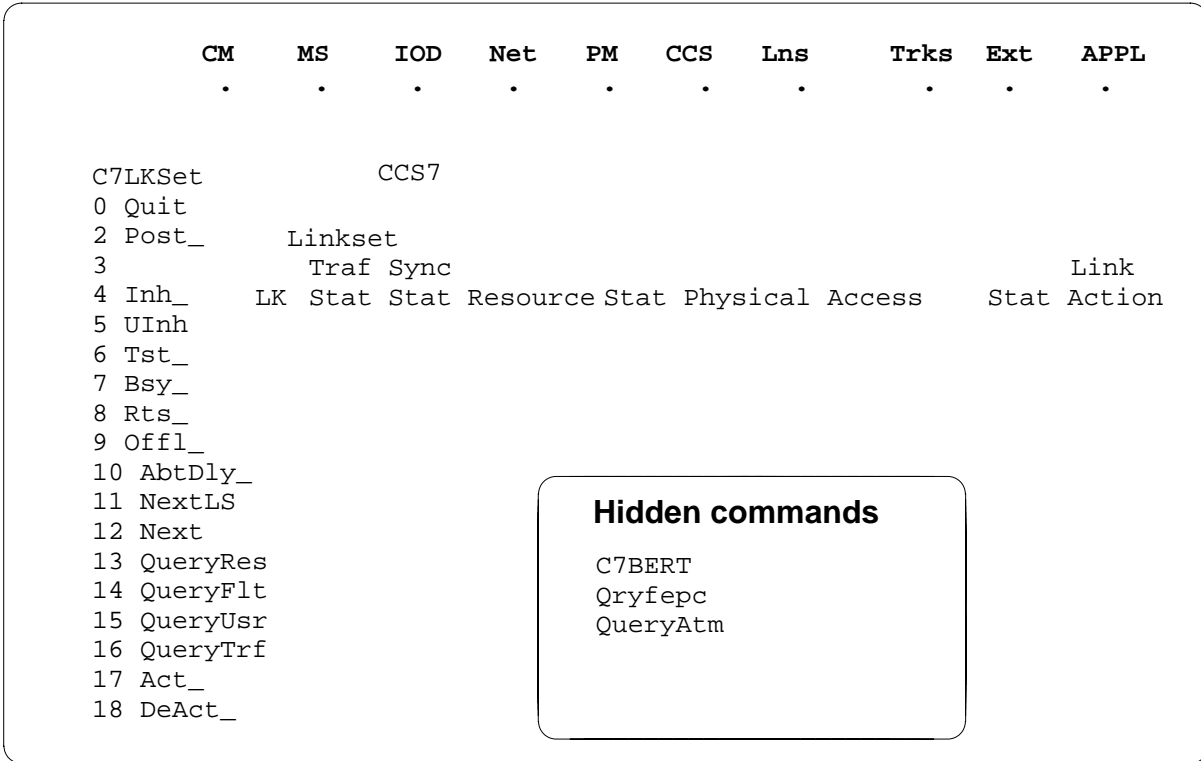 CM MS IOD Net PM CCS Lns Trks Ext APPL
. . . . . . . . . .
C7LKSet CCS7
0 Quit
2 Post_ Linkset
3 Traf Sync Link
4 Inh_ LK Stat Stat Resource Stat Physical Access Stat Action
5 UInh
6 Tst_
7 Bsy_
8 Rts_
9 Offl_
10 AbtDly_
11 NextLS
12 Next
13 QueryRes
14 QueryFlt
15 QueryUsr
16 QueryTrf
17 Act_
18 DeAct_
Hidden commands
C7BERT
Qryfepc
QueryAtm